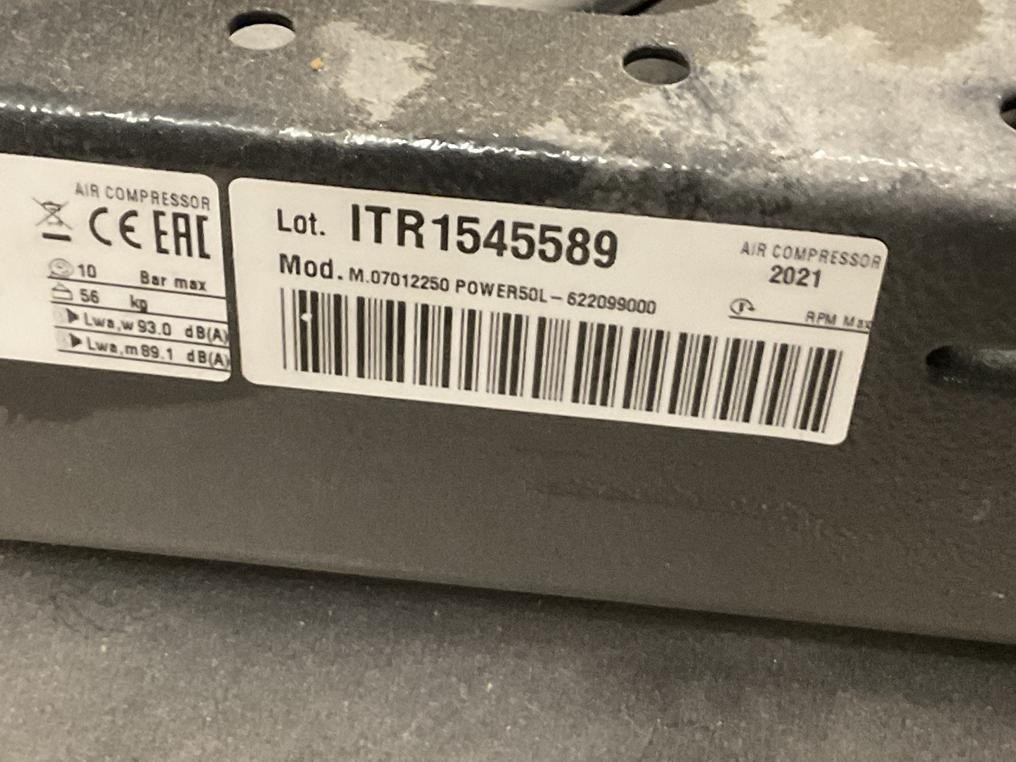 AIR COMPRESSOR
CE EAC
10 Bar max
56 kg
Lwa,w 93.0 dB(A)
Lwa,m 89.1 dB(A)
Lot. ITR1545589
Mod. M.07012250 POWER50L - 622099000
AIR COMPRESSOR
2021
RPM Max